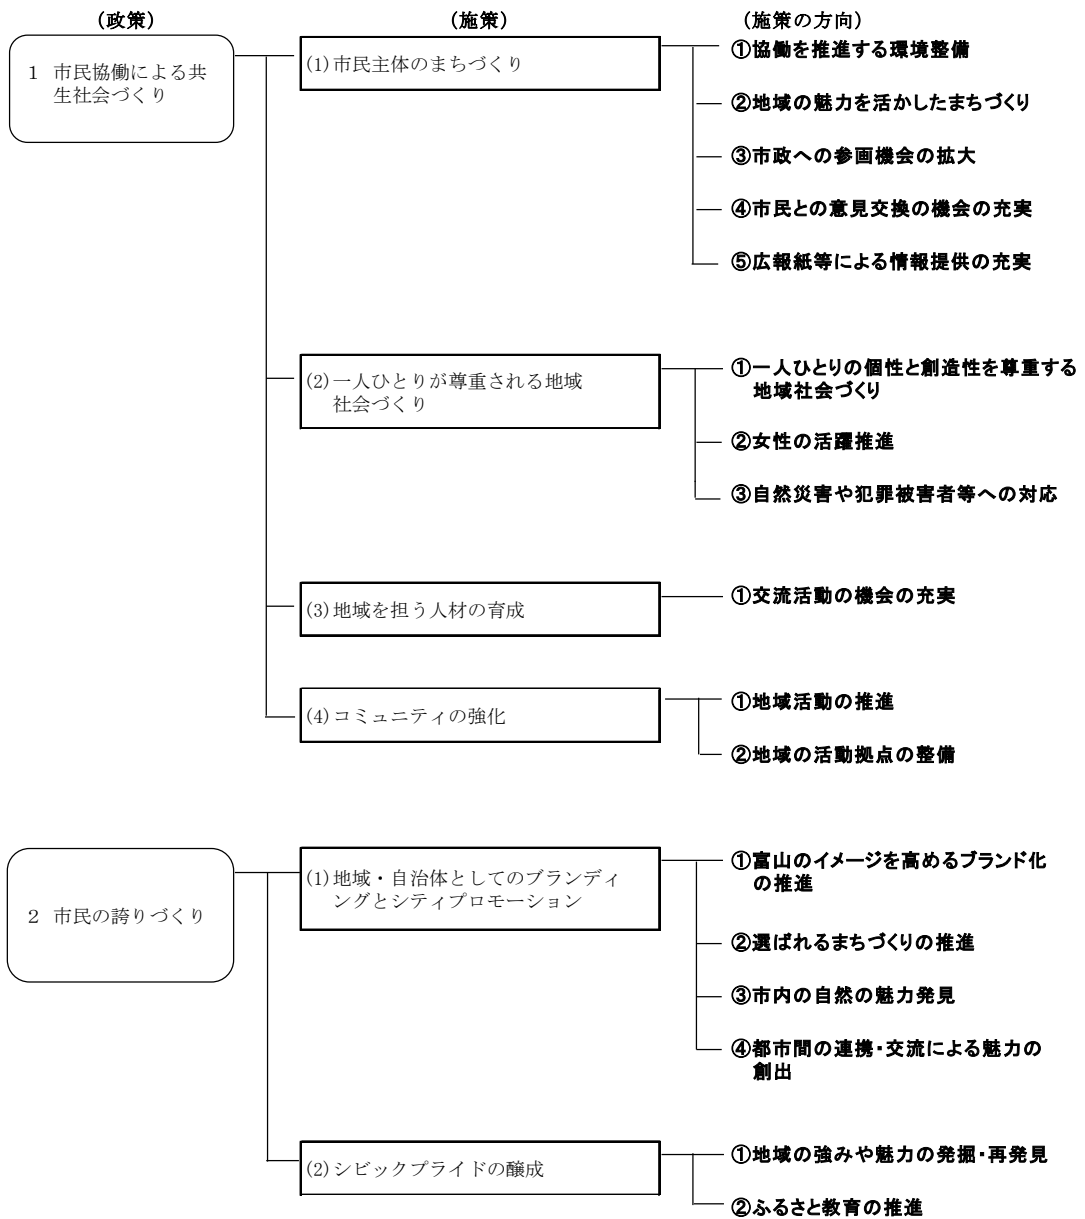 (政策)
(施策)
(施策の方向)
1 市民協働による共
生社会づくり
(1)市民主体のまちづくり
①協働を推進する環境整備
②地域の魅力を活かしたまちづくり
③市政への参画機会の拡大
④市民との意見交換の機会の充実
⑤広報紙等による情報提供の充実
(2)一人ひとりが尊重される地域
社会づくり
①一人ひとりの個性と創造性を尊重する
地域社会づくり
②女性の活躍推進
③自然災害や犯罪被害者等への対応
(3)地域を担う人材の育成
①交流活動の機会の充実
(4)コミュニティの強化
①地域活動の推進
②地域の活動拠点の整備
2 市民の誇りづくり
(1)地域・自治体としてのブランディ
ングとシティプロモーション
①富山のイメージを高めるブランド化
の推進
②選ばれるまちづくりの推進
③市内の自然の魅力発見
④都市間の連携・交流による魅力の
創出
(2)シビックプライドの醸成
①地域の強みや魅力の発掘・再発見
②ふるさと教育の推進